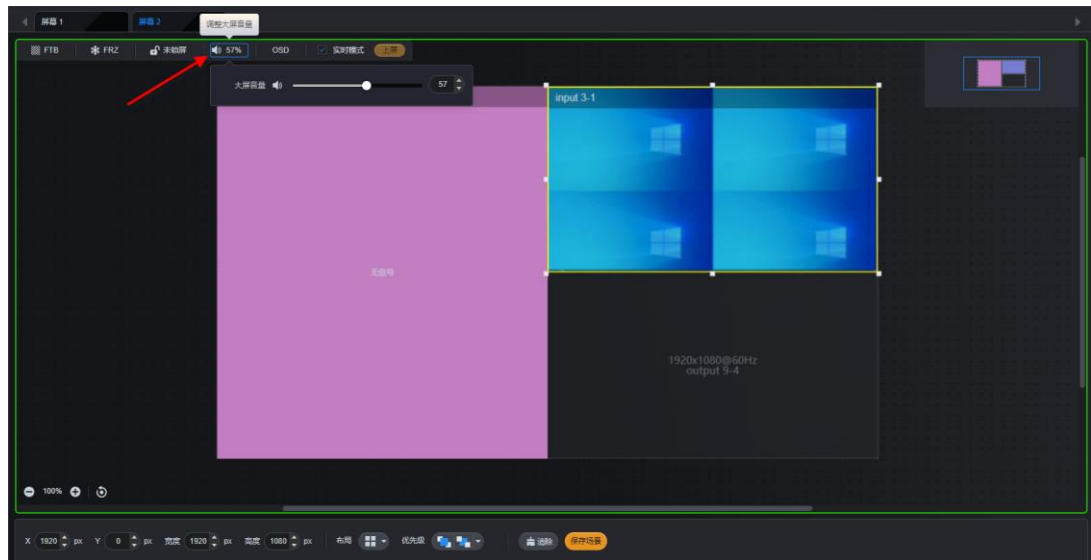 屏幕 1
屏幕 2
调整大屏音量
FTB
FRZ
未锁屏
57%
OSD
实时模式
上屏
大屏音量
57
input 3-1
无信号
1920x1080@60Hz
output 9-4
100%
X 1920 px Y 0 px 宽度 1920 px 高度 1080 px 布局 优先级 清除 保存场景